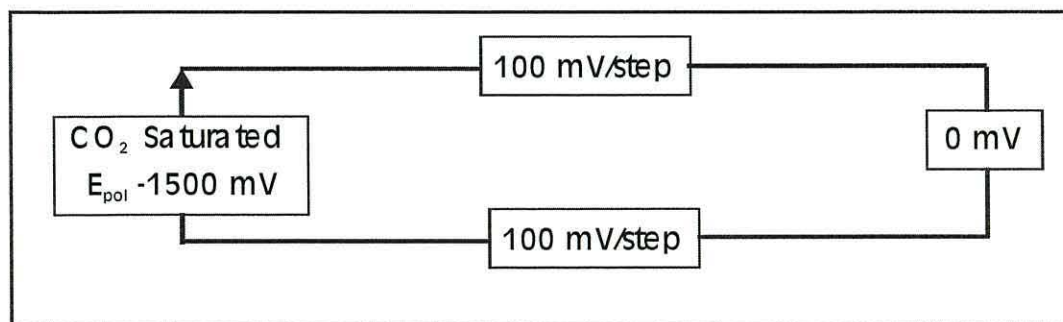 100 mV/step
CO₂ Saturated
E_pol -1500 mV
0 mV
100 mV/step